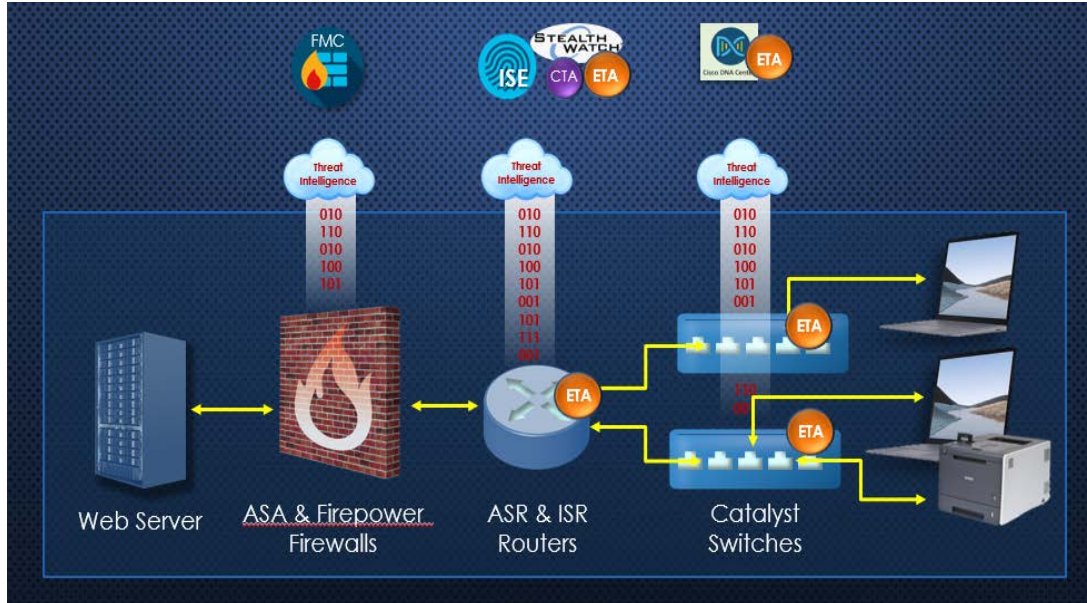 FMC
ISE
STEALTH
WATCH
CTA
ETA
Cisco DNA Center
ETA
Threat
Intelligence
Threat
Intelligence
Threat
Intelligence
010
110
010
100
101
010
110
010
100
101
001
101
111
001
010
110
010
100
101
001
110
ETA
ETA
ETA
Web Server
ASA & Firepower
Firewalls
ASR & ISR
Routers
Catalyst
Switches